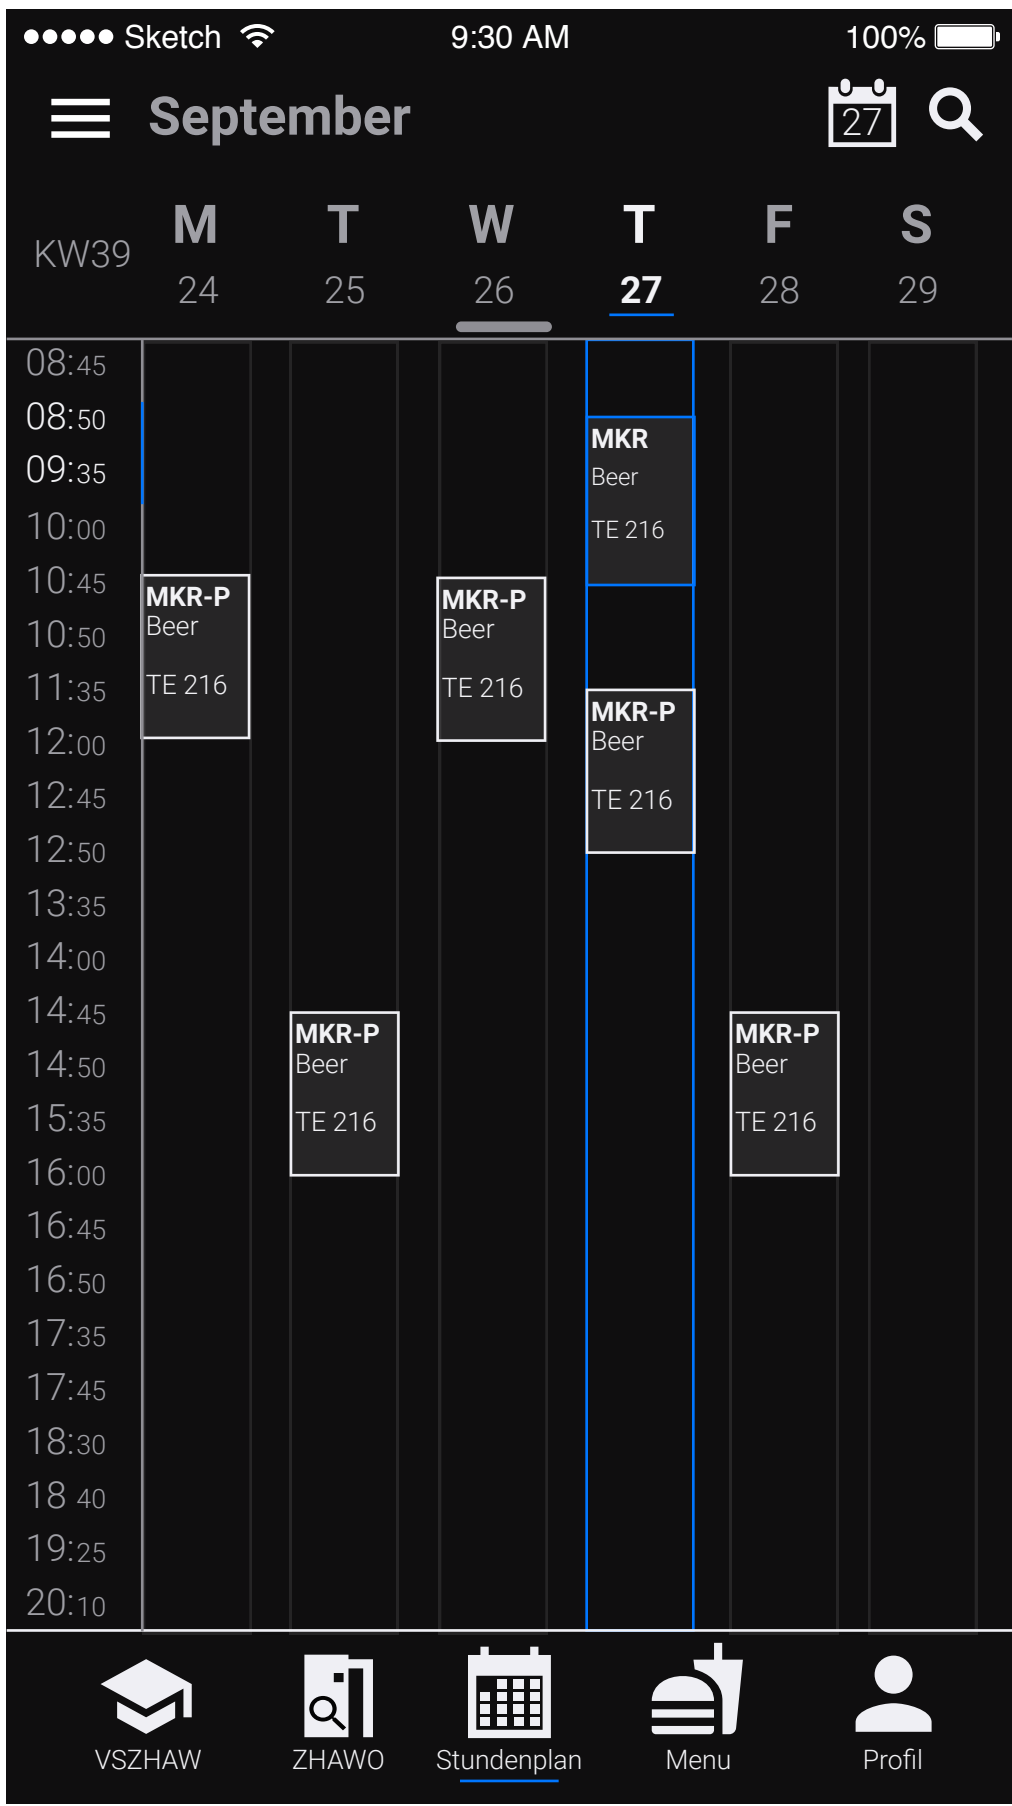 Sketch 9:30 AM 100%
September 27
M T W T F S
KW39 24 25 26 27 28 29
08:45
08:50
09:35
10:00
10:45
10:50
11:35
12:00
12:45
12:50
13:35
14:00
14:45
14:50
15:35
16:00
16:45
16:50
17:35
17:45
18:30
18 40
19:25
20:10
MKR-P
Beer
TE 216
MKR-P
Beer
TE 216
MKR-P
Beer
TE 216
MKR
Beer
TE 216
MKR-P
Beer
TE 216
MKR-P
Beer
TE 216
VSZHAW ZHAWO Stundenplan Menu Profil